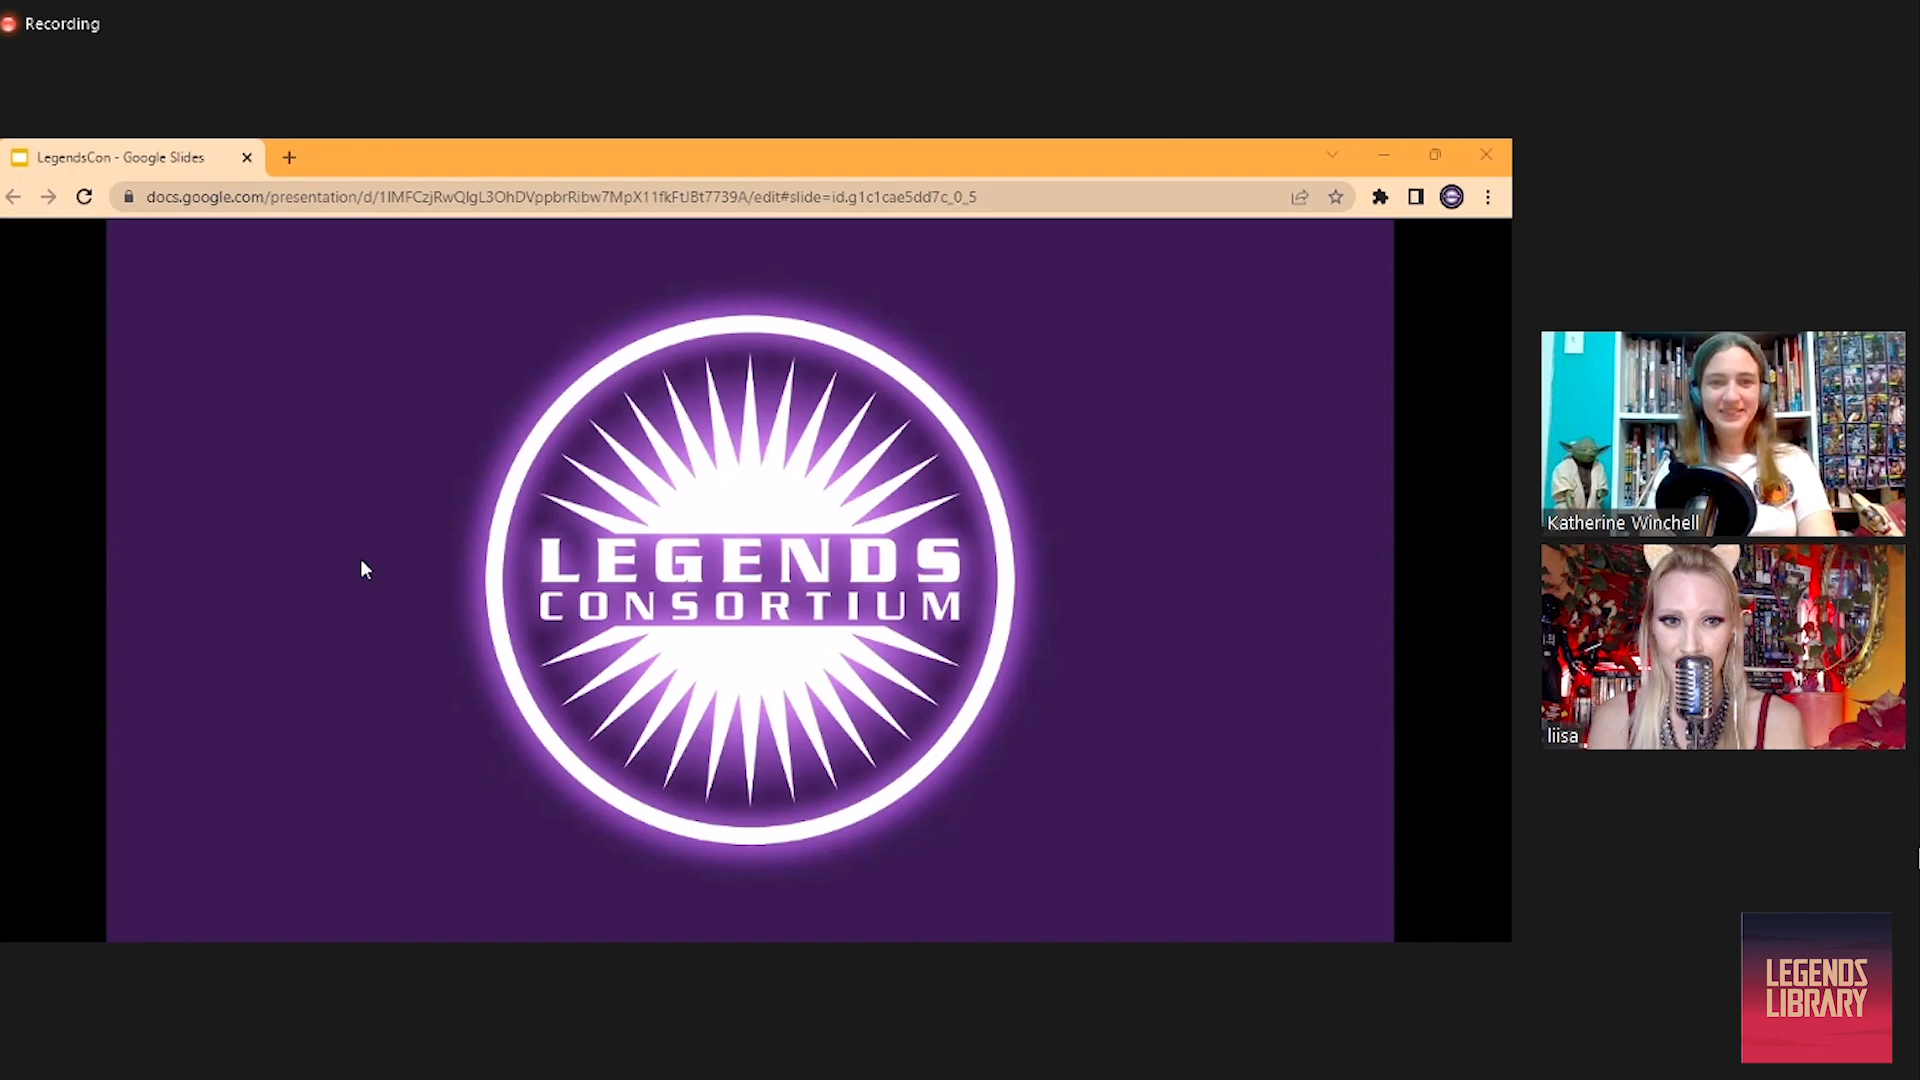 Recording
LegendsCon - Google Slides
docs.google.com/presentation/d/1IMFCzjRwQlgL3OhDVppbrRibw7MpX11fkFtJBt7739A/edit#slide=id.g1c1cae5dd7c_0_5
LEGENDS
CONSORTIUM
Katherine Winchell
liisa
LEGENDS
LIBRARY